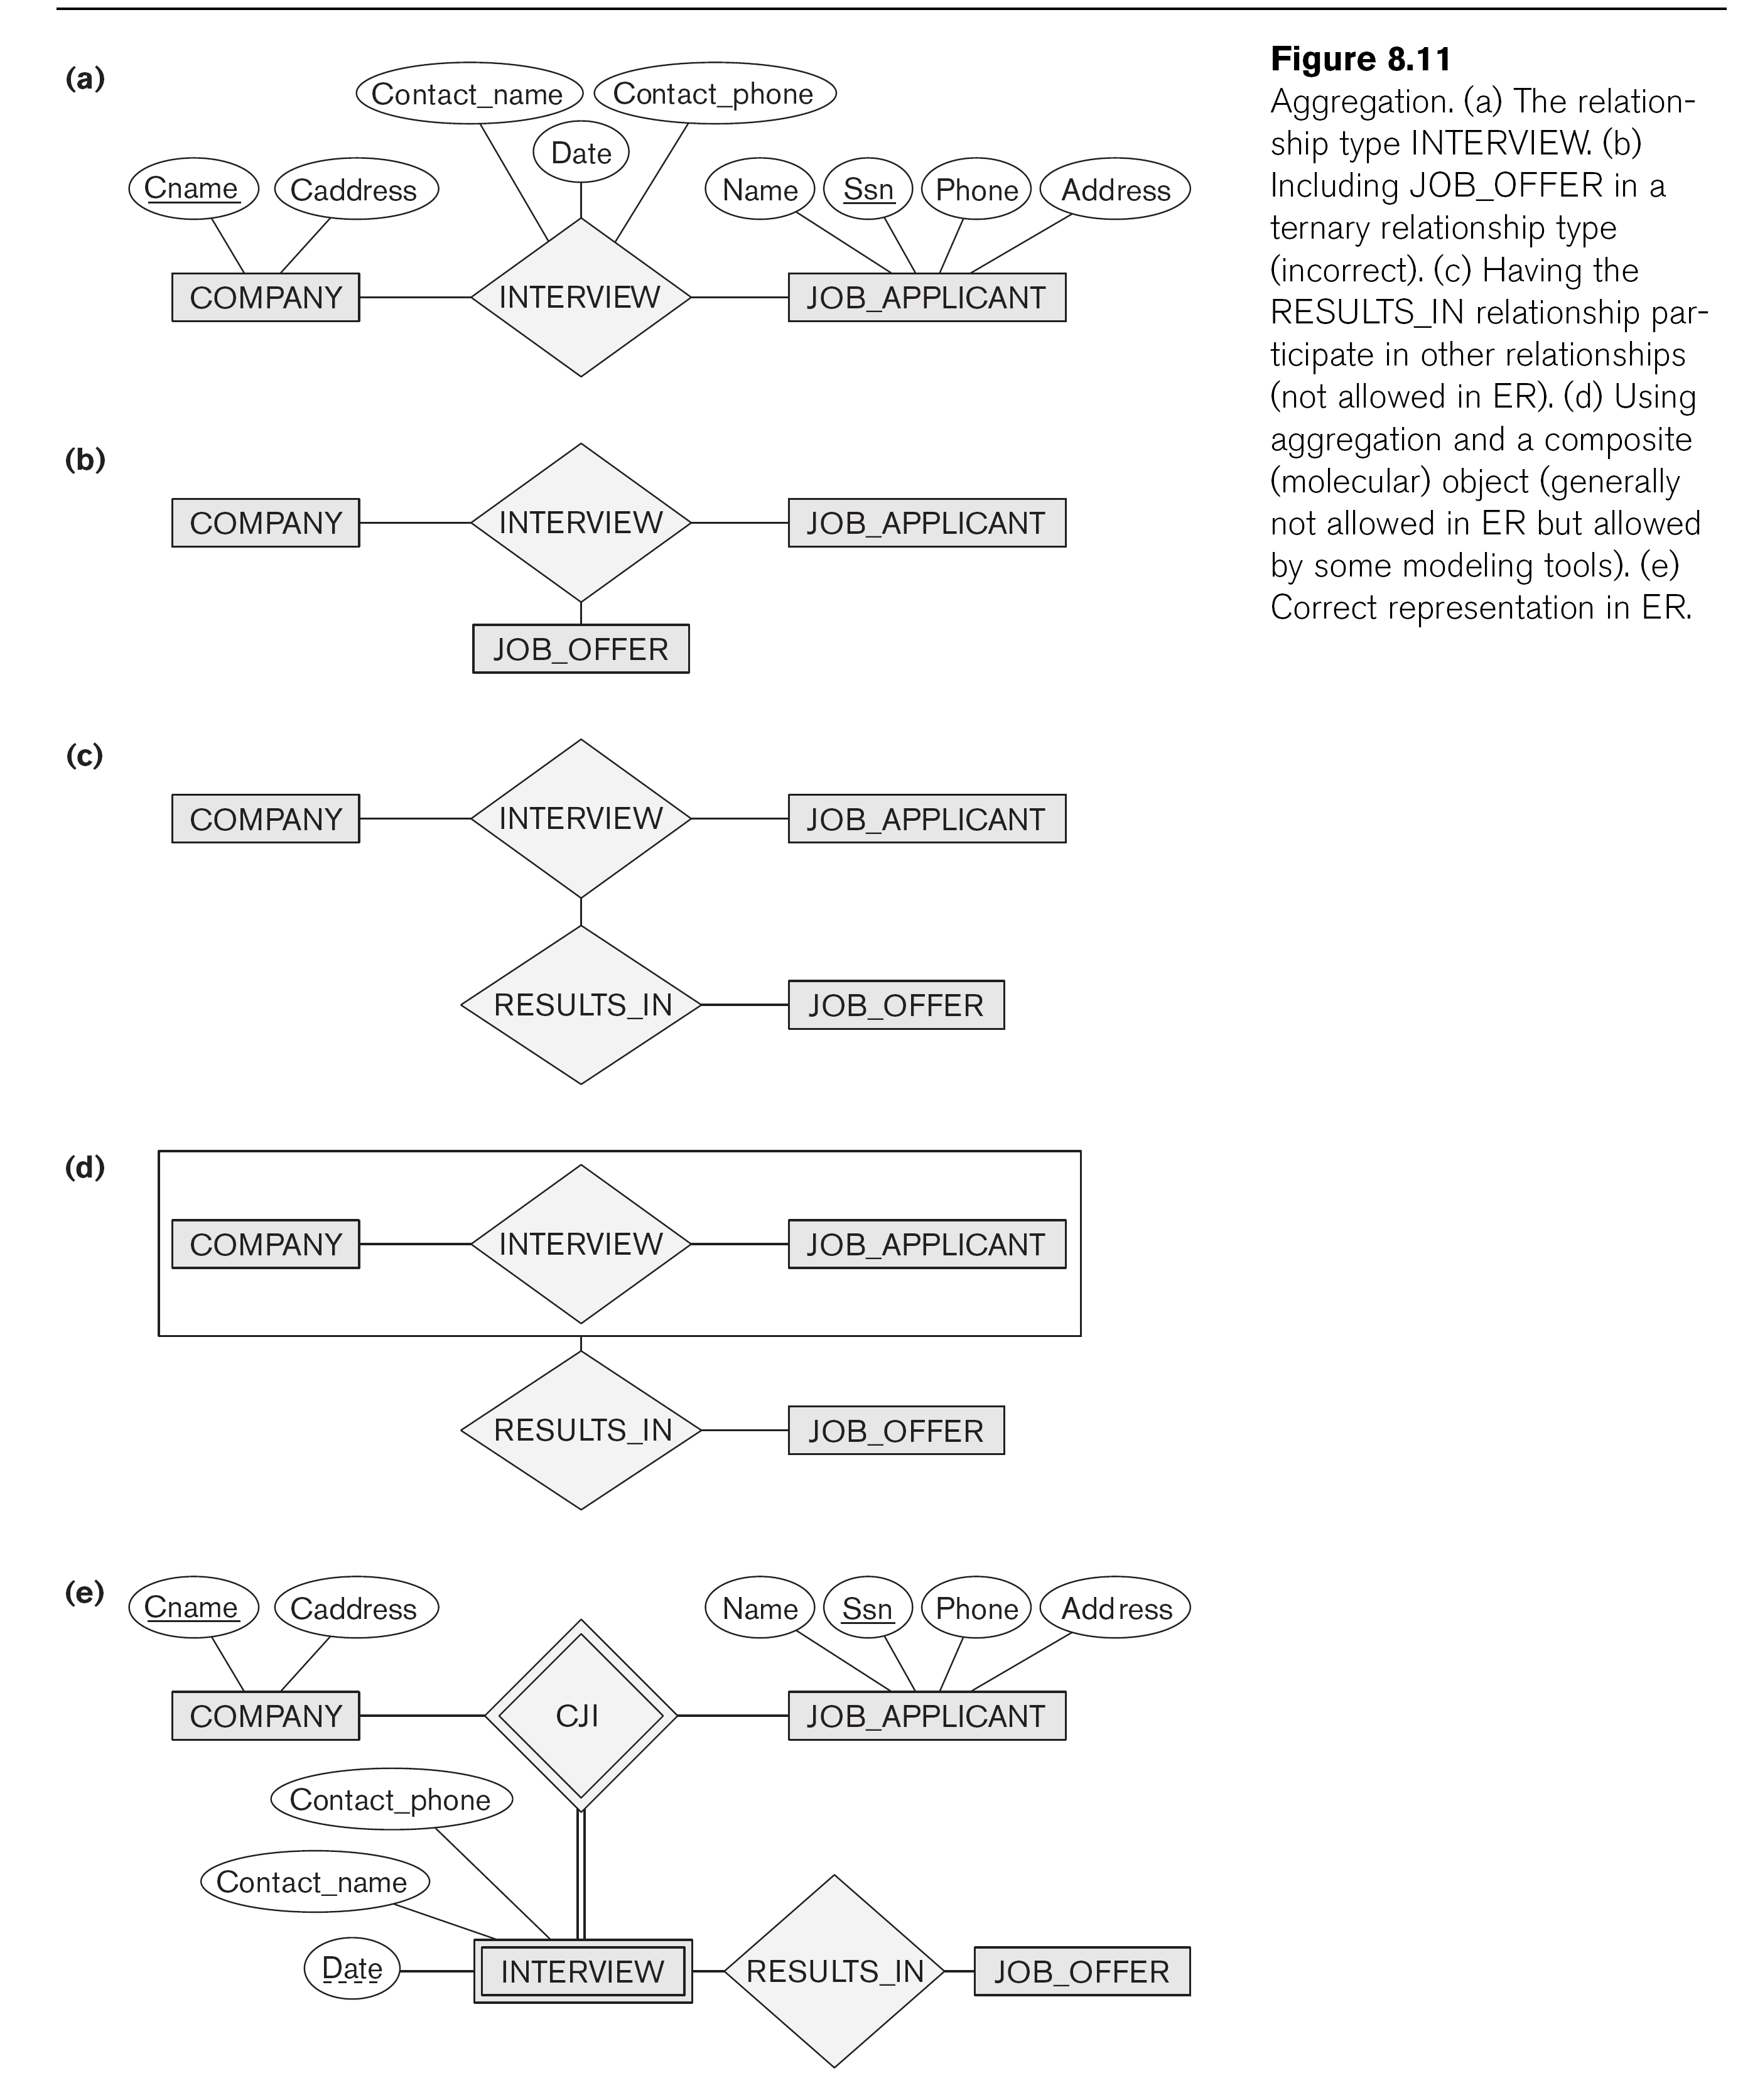 Figure 8.11
Aggregation. (a) The relation-
ship type INTERVIEW. (b)
Including JOB_OFFER in a
ternary relationship type
(incorrect). (c) Having the
RESULTS_IN relationship par-
ticipate in other relationships
(not allowed in ER). (d) Using
aggregation and a composite
(molecular) object (generally
not allowed in ER but allowed
by some modeling tools). (e)
Correct representation in ER.
(a)
Contact_name Contact_phone
Date
Cname Caddress Name Ssn Phone Address
COMPANY INTERVIEW JOB_APPLICANT
(b)
COMPANY INTERVIEW JOB_APPLICANT
JOB_OFFER
(c)
COMPANY INTERVIEW JOB_APPLICANT
RESULTS_IN JOB_OFFER
(d)
COMPANY INTERVIEW JOB_APPLICANT
RESULTS_IN JOB_OFFER
(e)
Cname Caddress Name Ssn Phone Address
COMPANY CJI JOB_APPLICANT
Contact_phone
Contact_name
Date INTERVIEW RESULTS_IN JOB_OFFER